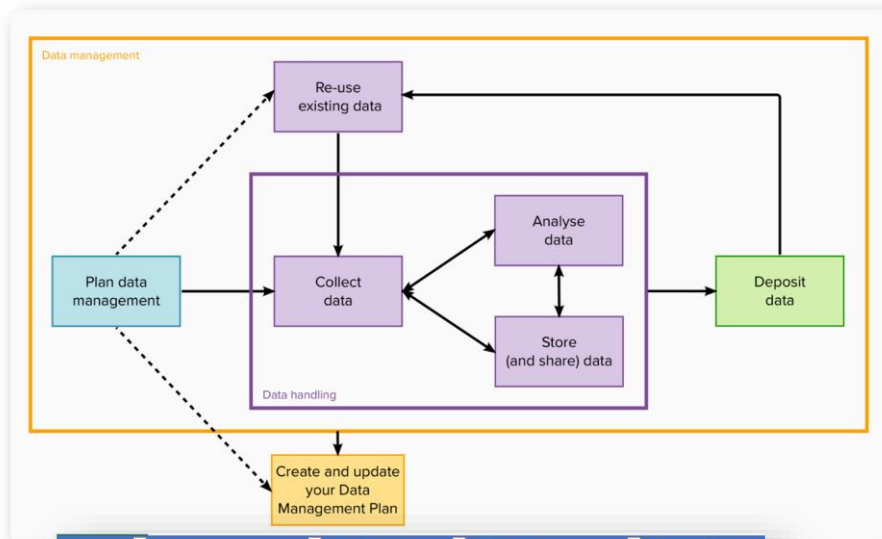 Data management
Re-use
existing data
Analyse
data
Plan data
management
Collect
data
Deposit
data
Store
(and share) data
Data handling
Create and update
your Data
Management Plan